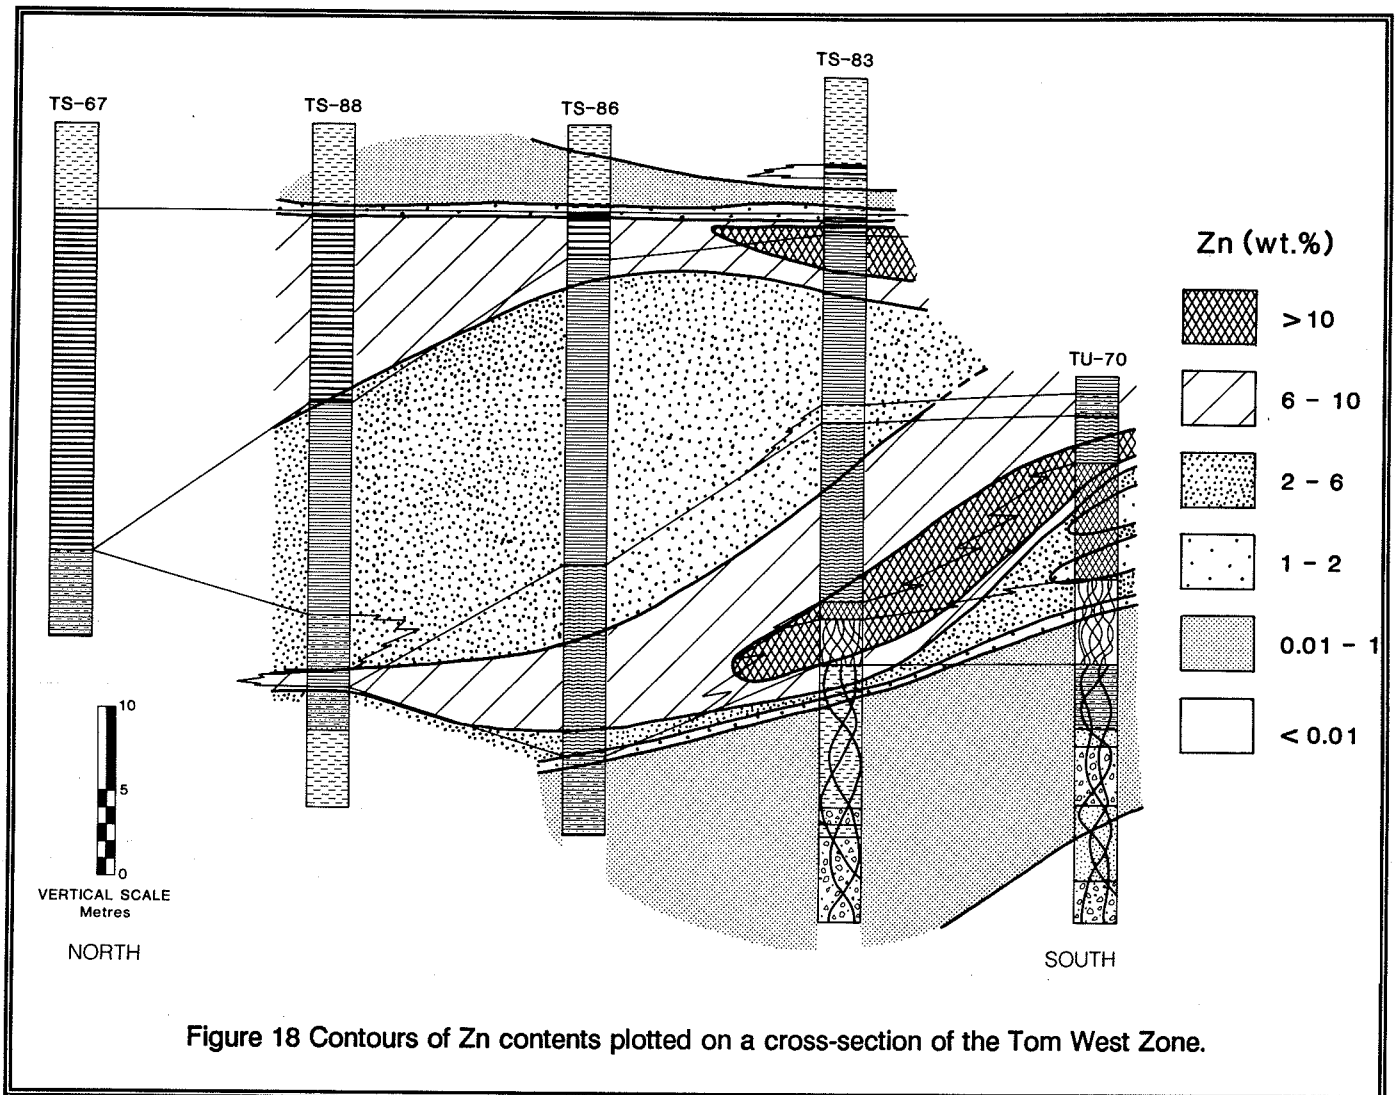 TS-83
TS-67
TS-88
TS-86
TU-70
Zn (wt.%)
>10
6 - 10
2 - 6
1 - 2
0.01 - 1
< 0.01
10
5
0
VERTICAL SCALE
Metres
NORTH
SOUTH
Figure 18 Contours of Zn contents plotted on a cross-section of the Tom West Zone.